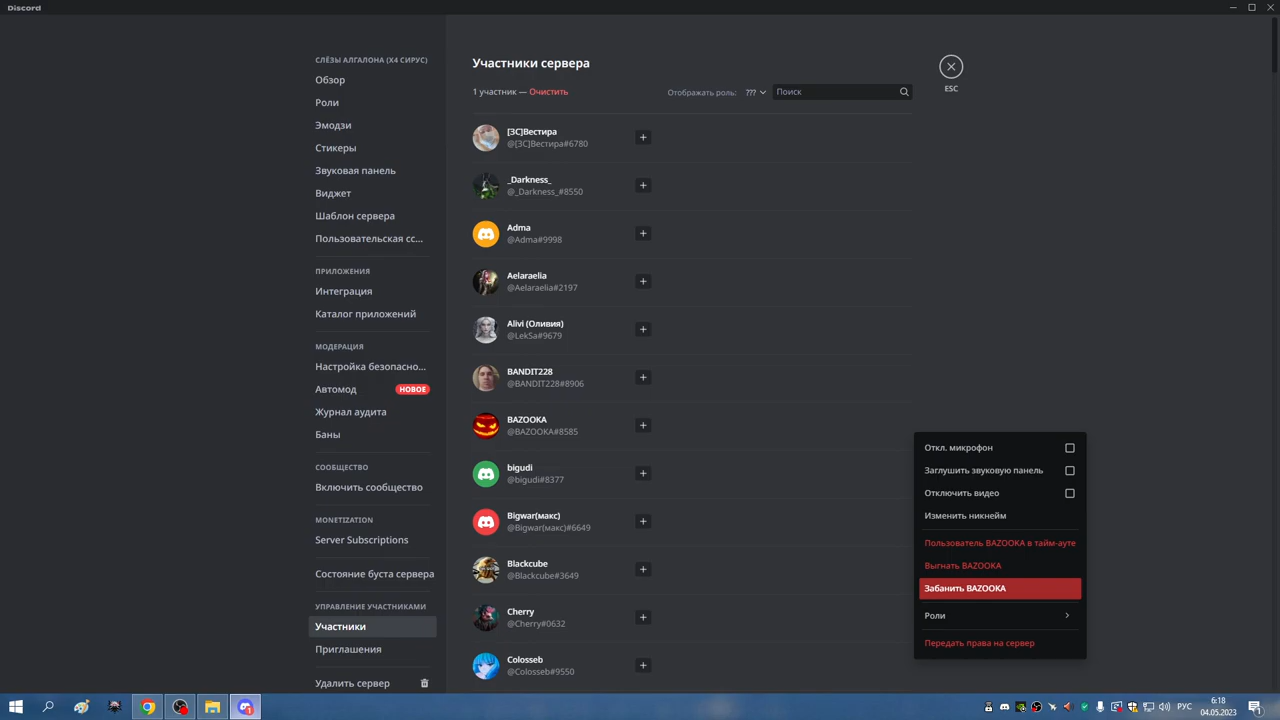 Discord
СЛЁЗЫ АЛГАЛОНА (X4 СИРУС)
Обзор
Роли
Эмодзи
Стикеры
Звуковая панель
Виджет
Шаблон сервера
Пользовательская сс...
ПРИЛОЖЕНИЯ
Интеграция
Каталог приложений
МОДЕРАЦИЯ
Настройка безопасно...
Автомод НОВОЕ
Журнал аудита
Баны
СООБЩЕСТВО
Включить сообщество
MONETIZATION
Server Subscriptions
Состояние буста сервера
УПРАВЛЕНИЕ УЧАСТНИКАМИ
Участники
Приглашения
Удалить сервер
Участники сервера
1 участник — Очистить
Отображать роль: ??? Поиск
ESC
[ЗС]Вестира
@[ЗС]Вестира#6780
_Darkness_
@_Darkness_#8550
Adma
@Adma#9998
Aelaraelia
@Aelaraelia#2197
Alivi (Оливия)
@LekSa#9679
BANDIT228
@BANDIT228#8906
BAZOOKA
@BAZOOKA#8585
bigudi
@bigudi#8377
Bigwar(макс)
@Bigwar(макс)#6649
Blackcube
@Blackcube#3649
Cherry
@Cherry#0632
Colosseb
@Colosseb#9550
Откл. микрофон
Заглушить звуковую панель
Отключить видео
Изменить никнейм
Пользователь BAZOOKA в тайм-ауте
Выгнать BAZOOKA
Забанить BAZOOKA
Роли
Передать права на сервер
РУС
6:18
04.05.2023